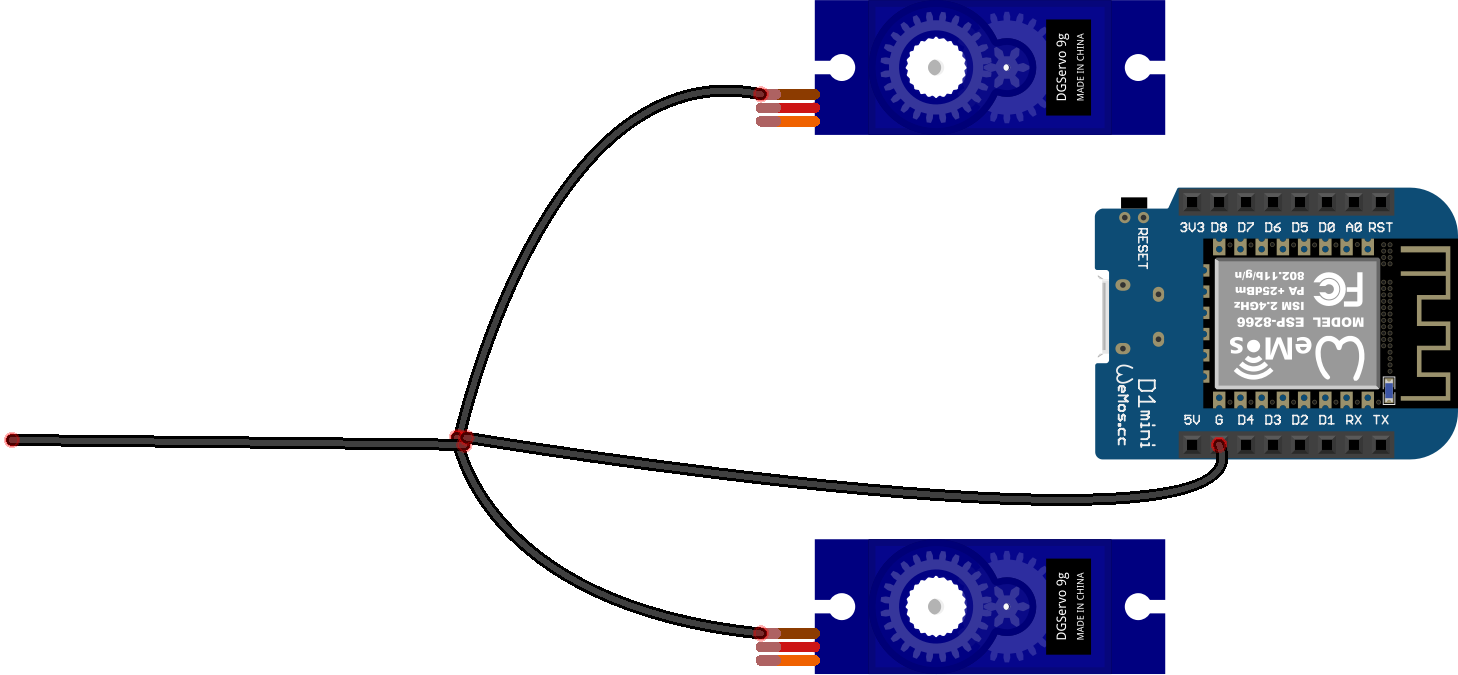 DGServo 9g
MADE IN CHINA
3V3 D8 D7 D6 D5 D0 A0 RST
RESET
802.11b/g/n
PA +25dBm
ISM 2.4GHz
MODEL ESP-8266
FC
WeMos
D1mini
WeMos.cc
5V G D4 D3 D2 D1 RX TX
DGServo 9g
MADE IN CHINA